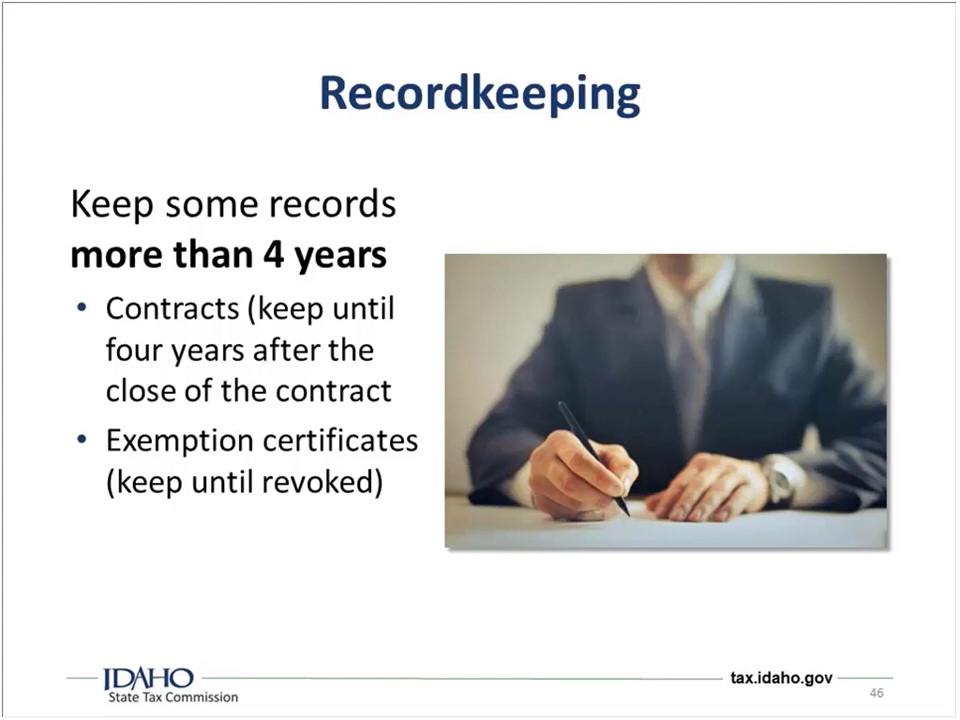 Recordkeeping
Keep some records
more than 4 years
• Contracts (keep until
four years after the
close of the contract
• Exemption certificates
(keep until revoked)
IDAHO
State Tax Commission
tax.idaho.gov
46